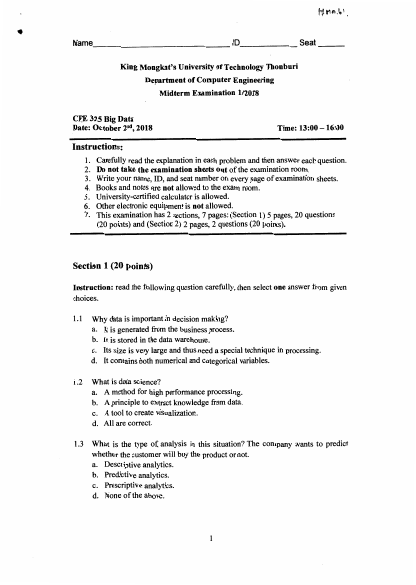 Name__________________________ /D____________ Seat ______
King Mongkut's University of Technology Thonburi
Department of Computer Engineering
Midterm Examination 1/2018
CPE 325 Big Data
Date: October 2nd, 2018 Time: 13:00 – 16:00
Instructions:
1. Carefully read the explanation in each problem and then answer each question.
2. Do not take the examination sheets out of the examination room.
3. Write your name, ID, and seat number on every page of examination sheets.
4. Books and notes are not allowed to the exam room.
5. University-certified calculator is allowed.
6. Other electronic equipment is not allowed.
7. This examination has 2 sections, 7 pages: (Section 1) 5 pages, 20 questions
(20 points) and (Section 2) 2 pages, 2 questions (20 points).
Section 1 (20 points)
Instruction: read the following question carefully, then select one answer from given
choices.
1.1 Why data is important in decision making?
a. It is generated from the business process.
b. It is stored in the data warehouse.
c. Its size is very large and thus need a special technique in processing.
d. It contains both numerical and categorical variables.
1.2 What is data science?
a. A method for high performance processing.
b. A principle to extract knowledge from data.
c. A tool to create visualization.
d. All are correct.
1.3 What is the type of analysis in this situation? The company wants to predict
whether the customer will buy the product or not.
a. Descriptive analytics.
b. Predictive analytics.
c. Prescriptive analytics.
d. None of the above.
1